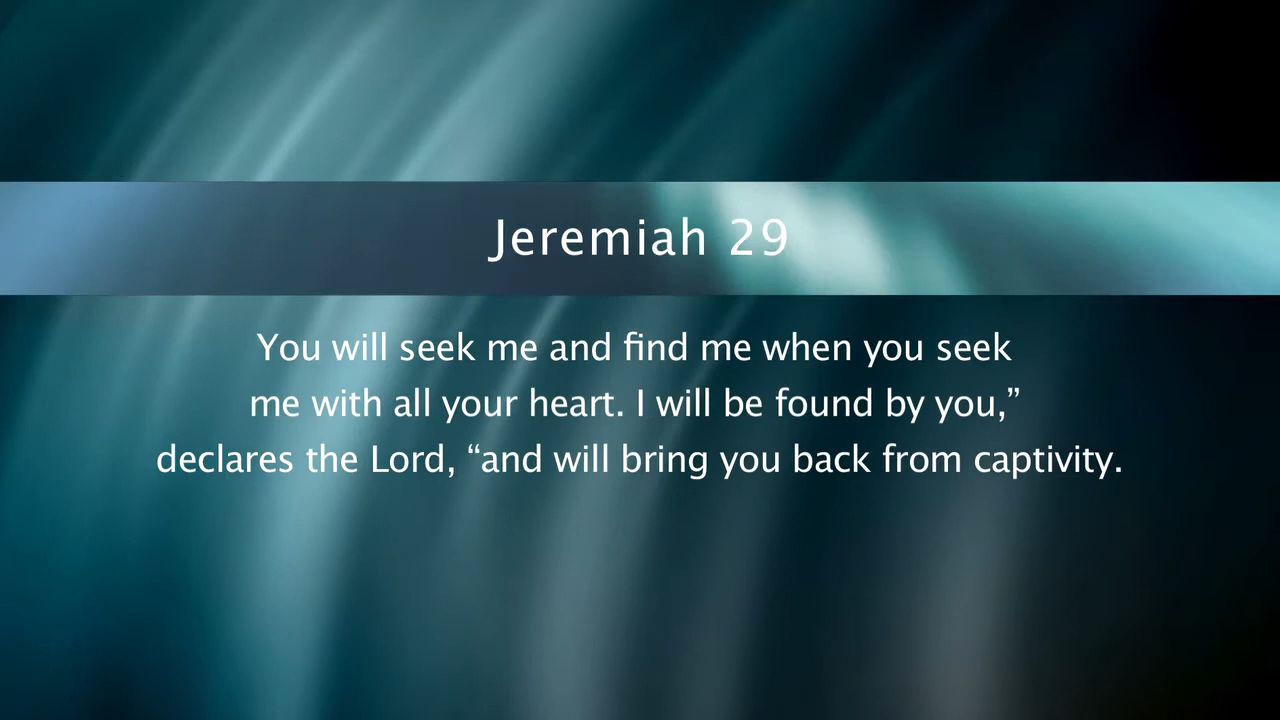 Jeremiah 29
You will seek me and find me when you seek
me with all your heart. I will be found by you,”
declares the Lord, “and will bring you back from captivity.